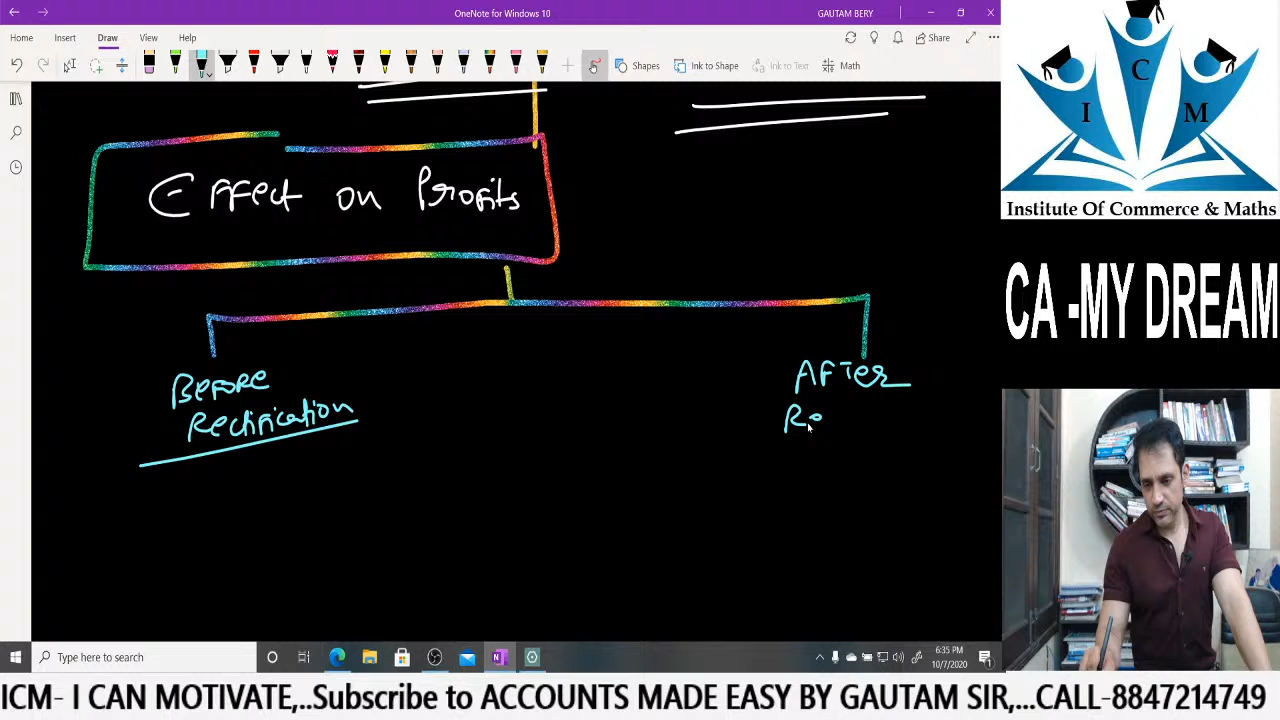 OneNote for Windows 10
GAUTAM BERY
Home Insert Draw View Help
Share
Shapes
Ink to Shape
Ink to Text
Math
Effect on Profits
Before
Rectification
After
Re
I C M
Institute Of Commerce & Maths
CA -MY DREAM
Type here to search
6:35 PM
10/7/2020
ICM- I CAN MOTIVATE,..Subscribe to ACCOUNTS MADE EASY BY GAUTAM SIR,...CALL-8847214749